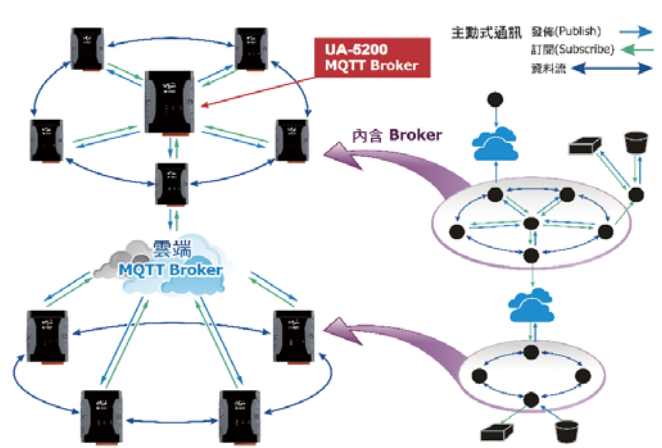 UA-5200
MQTT Broker
主動式通訊 發佈(Publish)
訂閱(Subscribe)
資料流
內含 Broker
雲端
MQTT Broker